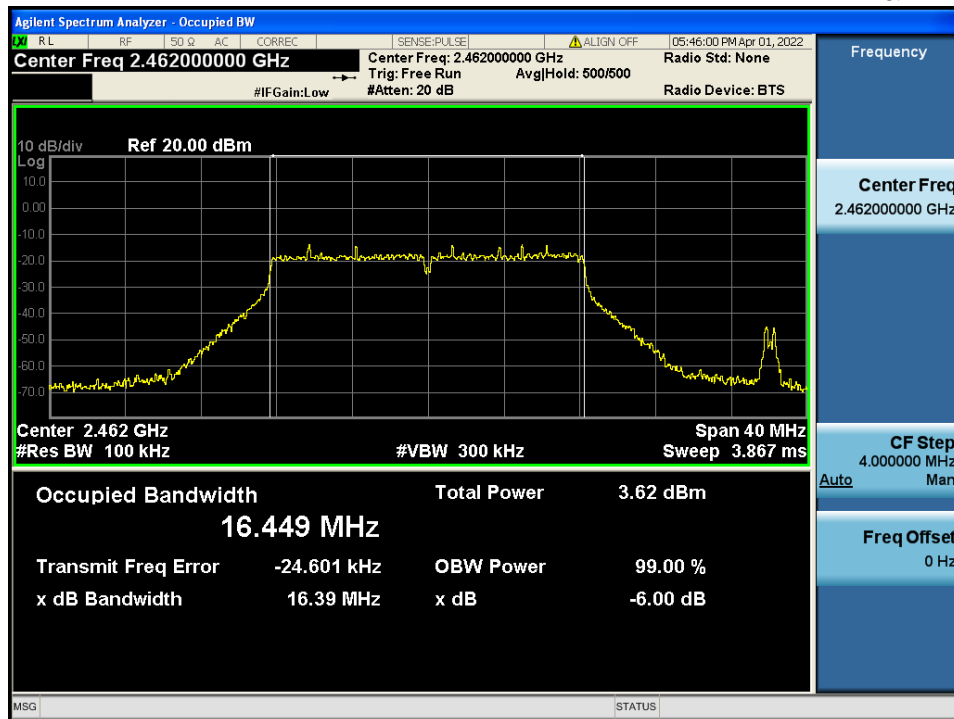 Agilent Spectrum Analyzer - Occupied BW
LXI RL RF 50 Ω AC CORREC SENSE:PULSE ALIGN OFF 05:46:00 PM Apr 01, 2022
Center Freq 2.462000000 GHz
Center Freq: 2.462000000 GHz
Radio Std: None
Trig: Free Run Avg|Hold: 500/500
#IFGain:Low
#Atten: 20 dB
Radio Device: BTS
Frequency
10 dB/div Ref 20.00 dBm
Log
10.0
0.00
-10.0
-20.0
-30.0
-40.0
-50.0
-60.0
-70.0
Center 2.462 GHz Span 40 MHz
#Res BW 100 kHz #VBW 300 kHz Sweep 3.867 ms
Occupied Bandwidth
16.449 MHz
Total Power 3.62 dBm
Transmit Freq Error -24.601 kHz OBW Power 99.00 %
x dB Bandwidth 16.39 MHz x dB -6.00 dB
Center Freq
2.462000000 GHz
CF Step
4.000000 MHz
Auto Man
Freq Offset
0 Hz
MSG STATUS